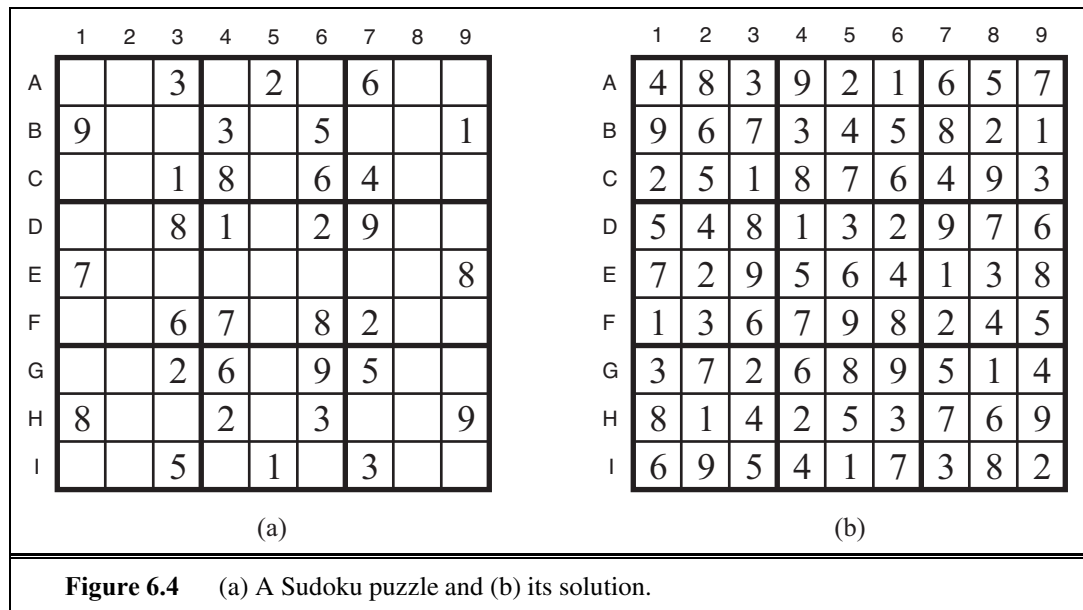 1 2 3 4 5 6 7 8 9
A 3 2 6
B 9 3 5 1
C 1 8 6 4
D 8 1 2 9
E 7 8
F 6 7 8 2
G 2 6 9 5
H 8 2 3 9
I 5 1 3
(a)
1 2 3 4 5 6 7 8 9
A 4 8 3 9 2 1 6 5 7
B 9 6 7 3 4 5 8 2 1
C 2 5 1 8 7 6 4 9 3
D 5 4 8 1 3 2 9 7 6
E 7 2 9 5 6 4 1 3 8
F 1 3 6 7 9 8 2 4 5
G 3 7 2 6 8 9 5 1 4
H 8 1 4 2 5 3 7 6 9
I 6 9 5 4 1 7 3 8 2
(b)
Figure 6.4 (a) A Sudoku puzzle and (b) its solution.